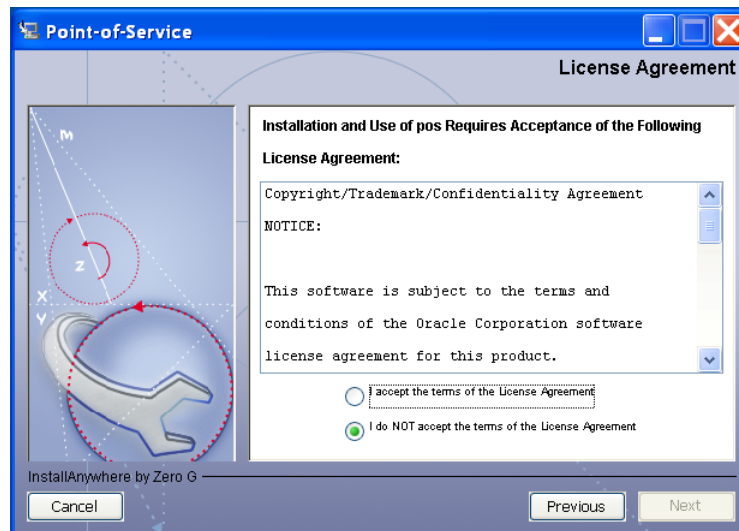 Point-of-Service
License Agreement
M
Z
X
Y
Installation and Use of pos Requires Acceptance of the Following
License Agreement:
Copyright/Trademark/Confidentiality Agreement
NOTICE:
This software is subject to the terms and
conditions of the Oracle Corporation software
license agreement for this product.
I accept the terms of the License Agreement
I do NOT accept the terms of the License Agreement
InstallAnywhere by Zero G
Cancel
Previous
Next